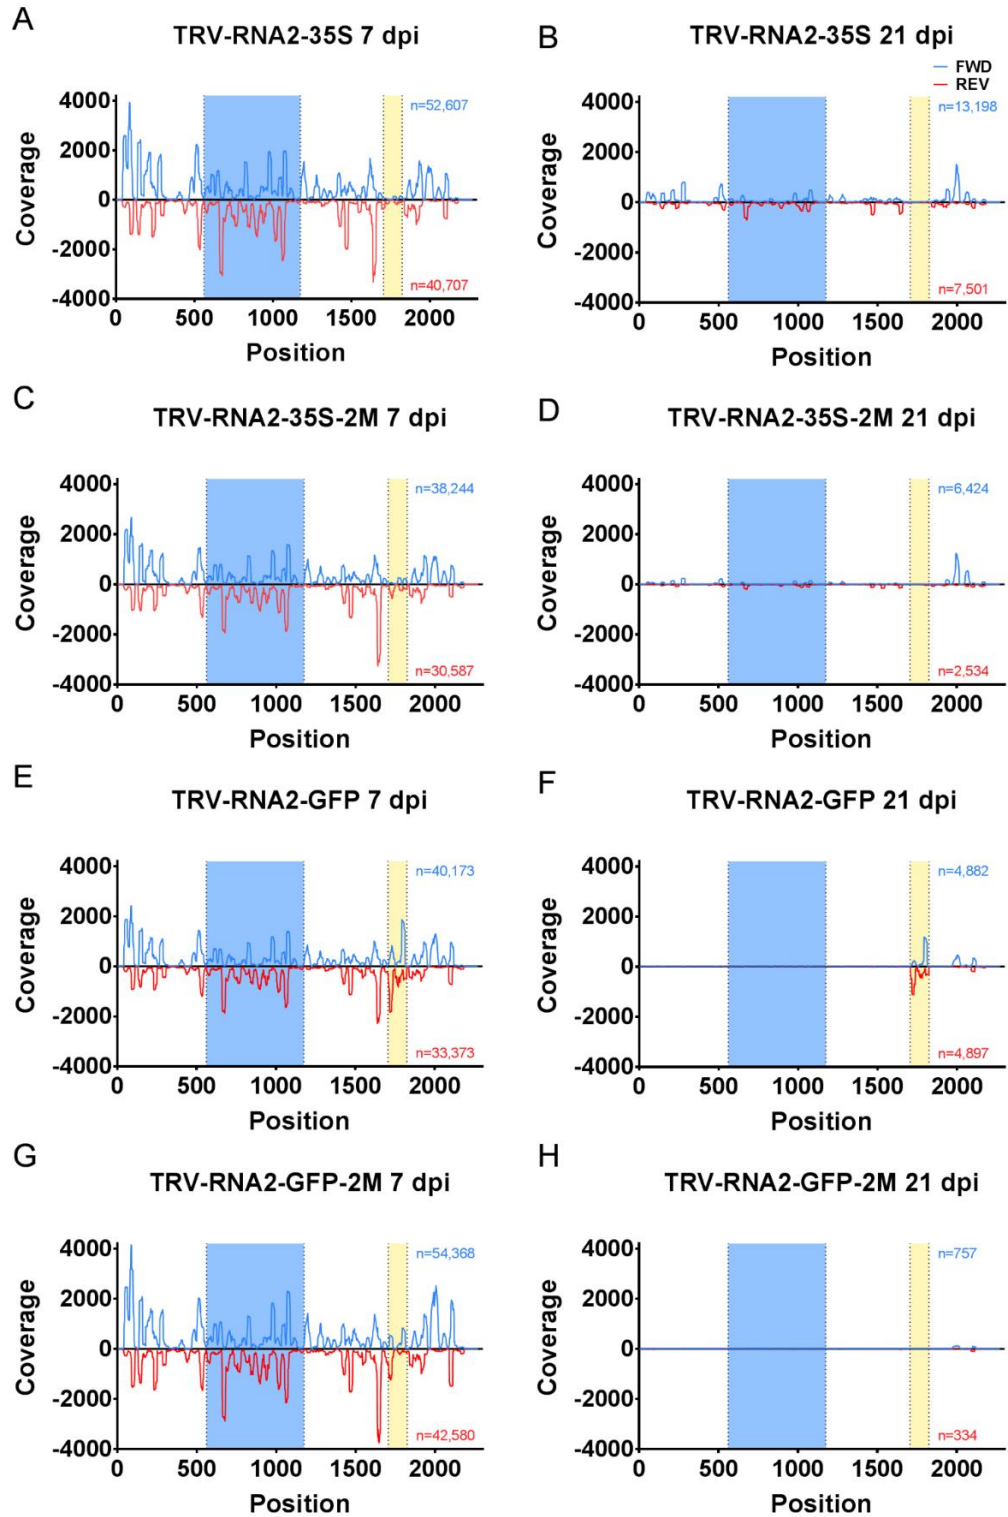 A
TRV-RNA2-35S 7 dpi
4000
2000
0
-2000
-4000
Coverage
n=52,607
n=40,707
0 500 1000 1500 2000
Position
B
TRV-RNA2-35S 21 dpi
FWD
REV
4000
2000
0
-2000
-4000
Coverage
n=13,198
n=7,501
0 500 1000 1500 2000
Position
C
TRV-RNA2-35S-2M 7 dpi
4000
2000
0
-2000
-4000
Coverage
n=38,244
n=30,587
0 500 1000 1500 2000
Position
D
TRV-RNA2-35S-2M 21 dpi
4000
2000
0
-2000
-4000
Coverage
n=6,424
n=2,534
0 500 1000 1500 2000
Position
E
TRV-RNA2-GFP 7 dpi
4000
2000
0
-2000
-4000
Coverage
n=40,173
n=33,373
0 500 1000 1500 2000
Position
F
TRV-RNA2-GFP 21 dpi
4000
2000
0
-2000
-4000
Coverage
n=4,882
n=4,897
0 500 1000 1500 2000
Position
G
TRV-RNA2-GFP-2M 7 dpi
4000
2000
0
-2000
-4000
Coverage
n=54,368
n=42,580
0 500 1000 1500 2000
Position
H
TRV-RNA2-GFP-2M 21 dpi
4000
2000
0
-2000
-4000
Coverage
n=757
n=334
0 500 1000 1500 2000
Position